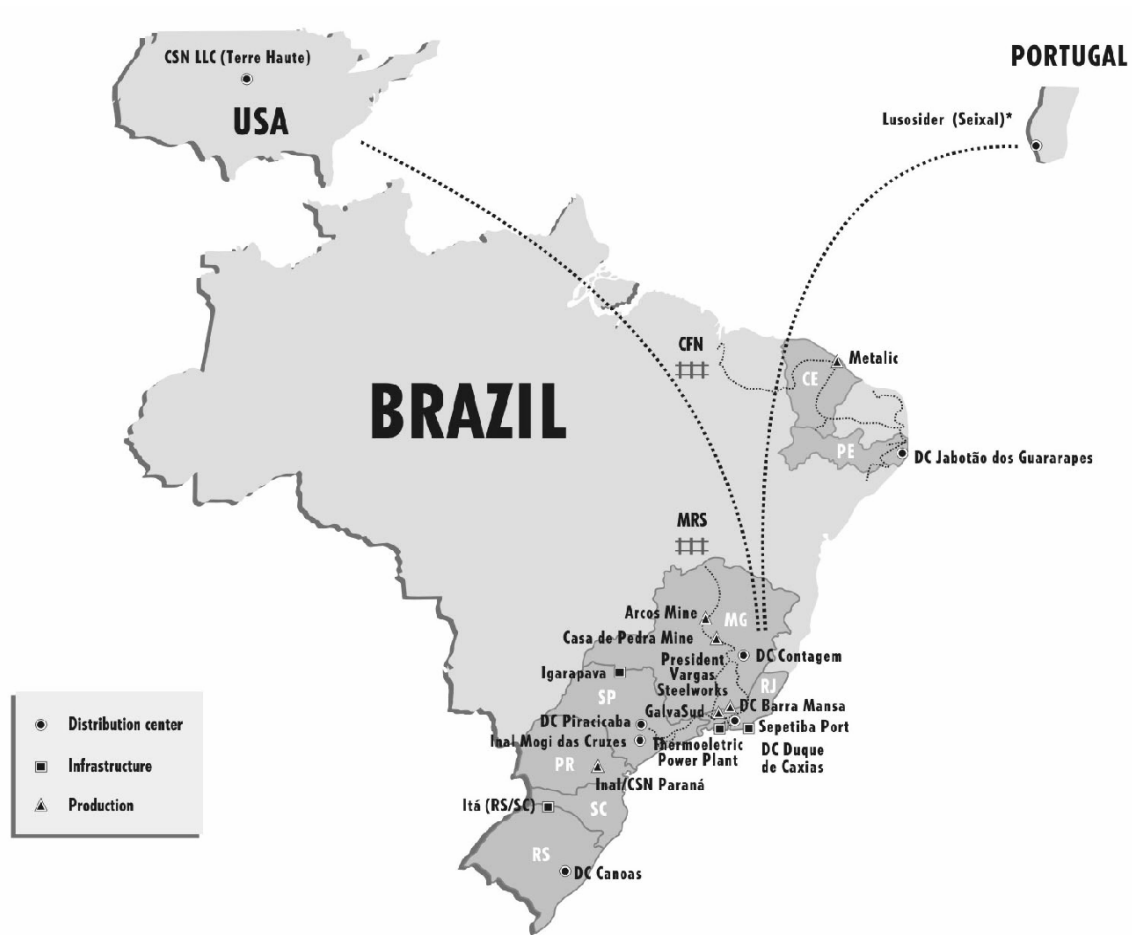 CSN LLC (Terre Haute)
USA
PORTUGAL
Lusosider (Seixal)*
CFN
Metalic
CE
BRAZIL
PE
DC Jabotão dos Guararapes
MRS
Arcos Mine
MG
Casa de Pedra Mine
President
Vargas
Steelworks
DC Contagem
Igarapava
RJ
SP
GalvaSud
DC Barra Mansa
DC Piracicaba
Sepetiba Port
Inal Mogi das Cruzes
Thermoeletric
Power Plant
DC Duque
de Caxias
PR
Inal/CSN Paraná
Itá (RS/SC)
SC
RS
DC Canoas
Distribution center
Infrastructure
Production